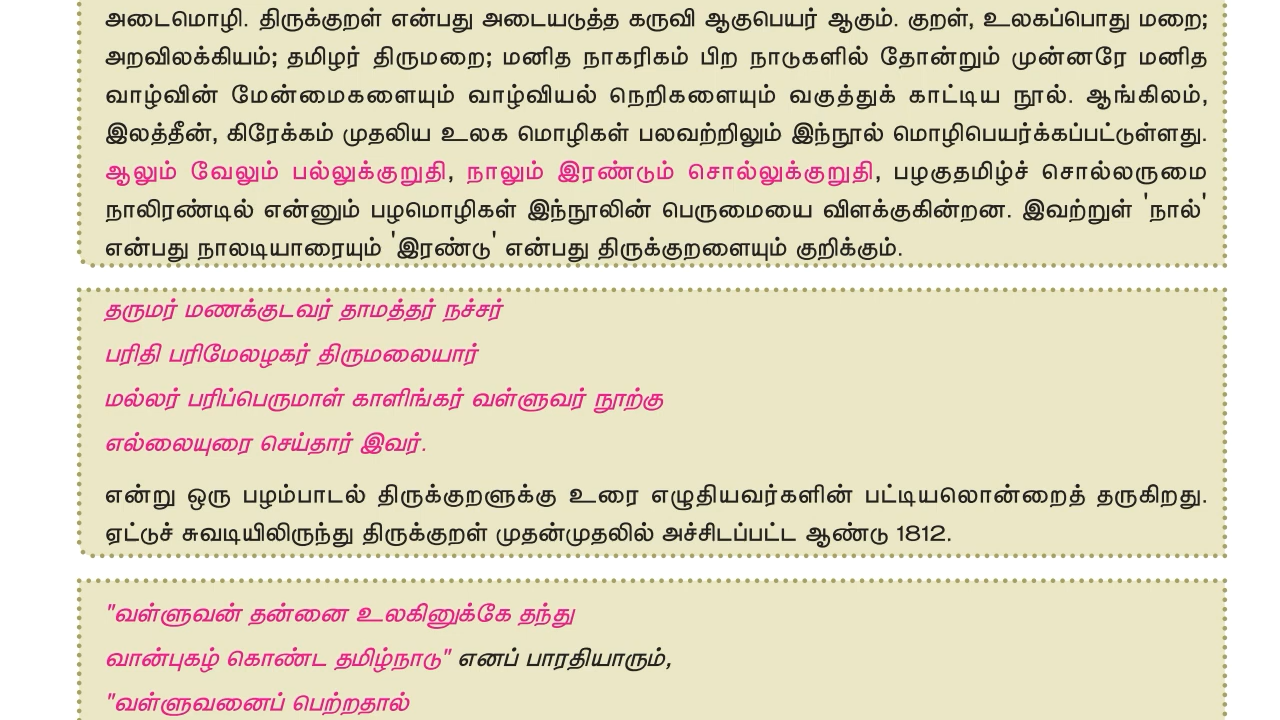 அடைமொழி. திருக்குறள் என்பது அடையடுத்த கருவி ஆகுபெயர் ஆகும். குறள், உலகப்பொது மறை;
அறவிலக்கியம்; தமிழர் திருமறை; மனித நாகரிகம் பிற நாடுகளில் தோன்றும் முன்னரே மனித
வாழ்வின் மேன்மைகளையும் வாழ்வியல் நெறிகளையும் வகுத்துக் காட்டிய நூல். ஆங்கிலம்,
இலத்தீன், கிரேக்கம் முதலிய உலக மொழிகள் பலவற்றிலும் இந்நூல் மொழிபெயர்க்கப்பட்டுள்ளது.
ஆலும் வேலும் பல்லுக்குறுதி, நாலும் இரண்டும் சொல்லுக்குறுதி, பழகுதமிழ்ச் சொல்லருமை
நாலிரண்டில் என்னும் பழமொழிகள் இந்நூலின் பெருமையை விளக்குகின்றன. இவற்றுள் 'நால்'
என்பது நாலடியாரையும் 'இரண்டு' என்பது திருக்குறளையும் குறிக்கும்.
தருமர் மணக்குடவர் தாமத்தர் நச்சர்
பரிதி பரிமேலழகர் திருமலையார்
மல்லர் பரிப்பெருமாள் காளிங்கர் வள்ளுவர் நூற்கு
எல்லையுரை செய்தார் இவர்.
என்று ஒரு பழம்பாடல் திருக்குறளுக்கு உரை எழுதியவர்களின் பட்டியலொன்றைத் தருகிறது.
ஏட்டுச் சுவடியிலிருந்து திருக்குறள் முதன்முதலில் அச்சிடப்பட்ட ஆண்டு 1812.
"வள்ளுவன் தன்னை உலகினுக்கே தந்து
வான்புகழ் கொண்ட தமிழ்நாடு" எனப் பாரதியாரும்,
"வள்ளுவனைப் பெற்றதால்